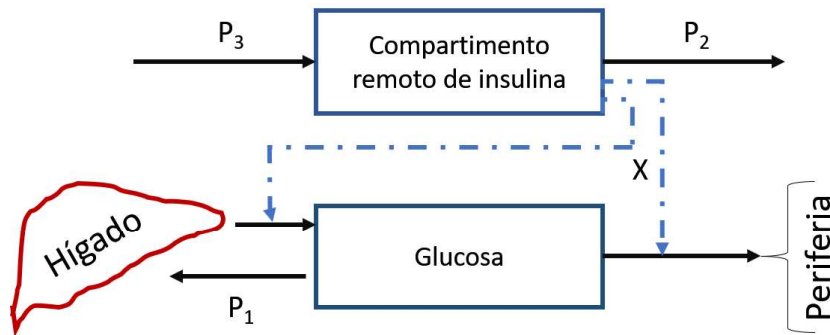 P3
Compartimento
remoto de insulina
P2
X
Hígado
Glucosa
P1
Periferia